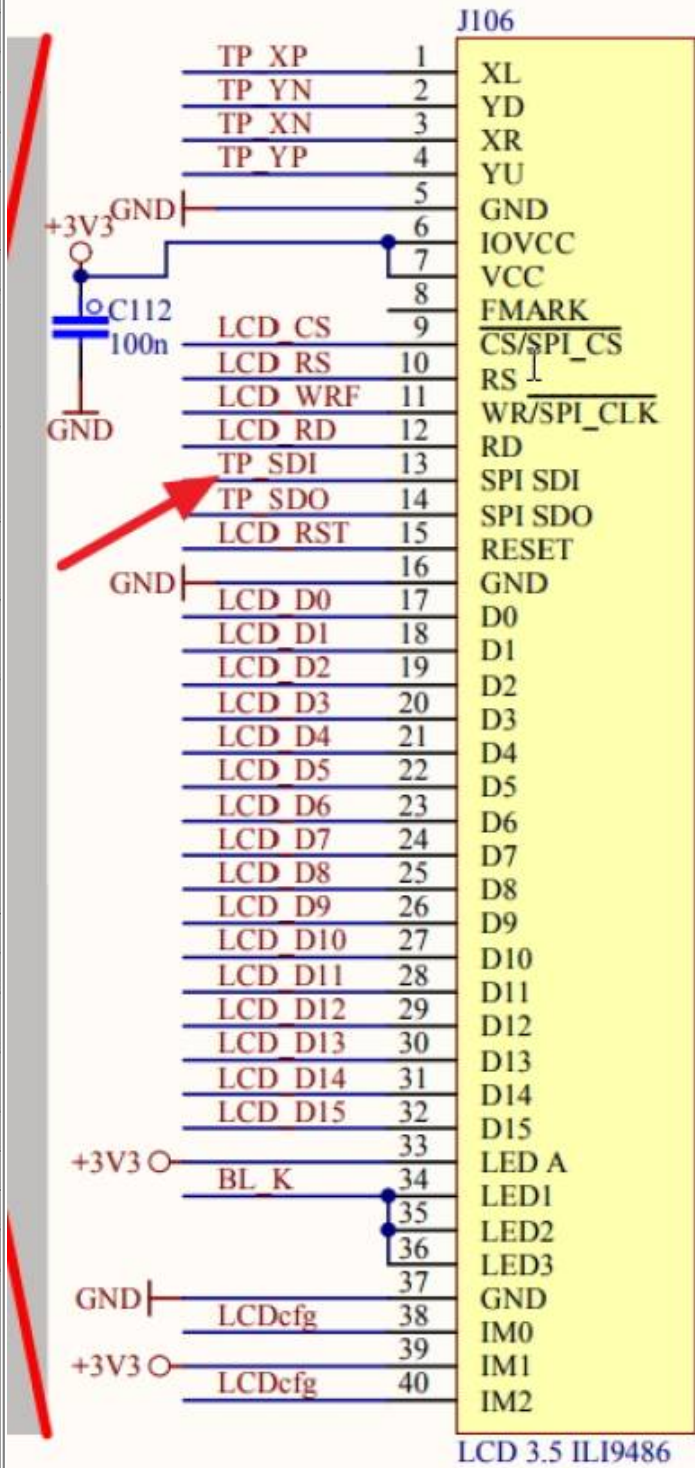 J106
TP_XP 1 XL
TP_YN 2 YD
TP_XN 3 XR
TP_YP 4 YU
GND 5 GND
+3V3 6 IOVCC
7 VCC
8 FMARK
C112
100n
GND
LCD_CS 9 CS/SPI_CS
LCD_RS 10 RS
LCD_WRF 11 WR/SPI_CLK
LCD_RD 12 RD
TP_SDI 13 SPI SDI
TP_SDO 14 SPI SDO
LCD_RST 15 RESET
GND 16 GND
LCD_D0 17 D0
LCD_D1 18 D1
LCD_D2 19 D2
LCD_D3 20 D3
LCD_D4 21 D4
LCD_D5 22 D5
LCD_D6 23 D6
LCD_D7 24 D7
LCD_D8 25 D8
LCD_D9 26 D9
LCD_D10 27 D10
LCD_D11 28 D11
LCD_D12 29 D12
LCD_D13 30 D13
LCD_D14 31 D14
LCD_D15 32 D15
+3V3 33 LED A
BL_K 34 LED1
35 LED2
36 LED3
GND 37 GND
LCDcfg 38 IM0
+3V3 39 IM1
LCDcfg 40 IM2
LCD 3.5 ILI9486